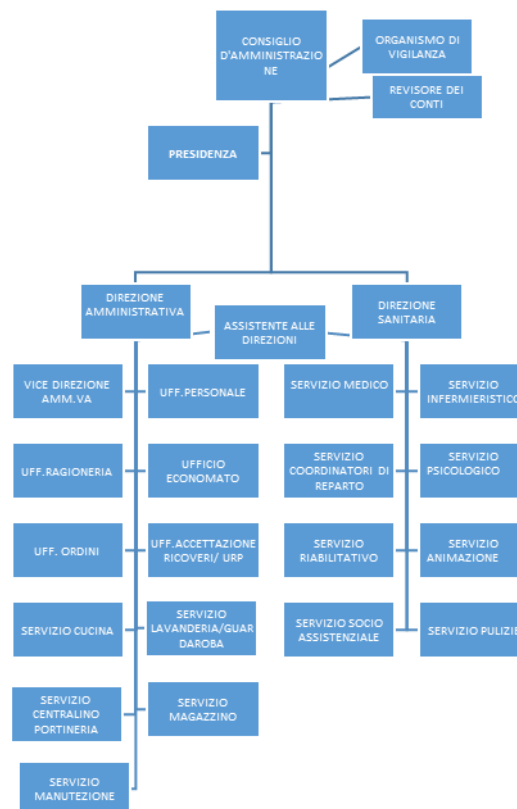 CONSIGLIO
D'AMMINISTRAZIO
NE
ORGANISMO DI
VIGILANZA
REVISORE DEI
CONTI
PRESIDENZA
DIREZIONE
AMMINISTRATIVA
DIREZIONE
SANITARIA
ASSISTENTE ALLE
DIREZIONI
VICE DIREZIONE
AMM.VA
UFF.PERSONALE
SERVIZIO MEDICO
SERVIZIO
INFERMIERISTICO
UFF.RAGIONERIA
UFFICIO
ECONOMATO
SERVIZIO
COORDINATORI DI
REPARTO
SERVIZIO
PSICOLOGICO
UFF. ORDINI
UFF.ACCETTAZIONE
RICOVERI/ URP
SERVIZIO
RIABILITATIVO
SERVIZIO
ANIMAZIONE
SERVIZIO CUCINA
SERVIZIO
LAVANDERIA/GUAR
DAROBA
SERVIZIO SOCIO
ASSISTENZIALE
SERVIZIO PULIZIE
SERVIZIO
CENTRALINO
PORTINERIA
SERVIZIO
MAGAZZINO
SERVIZIO
MANUTEZIONE